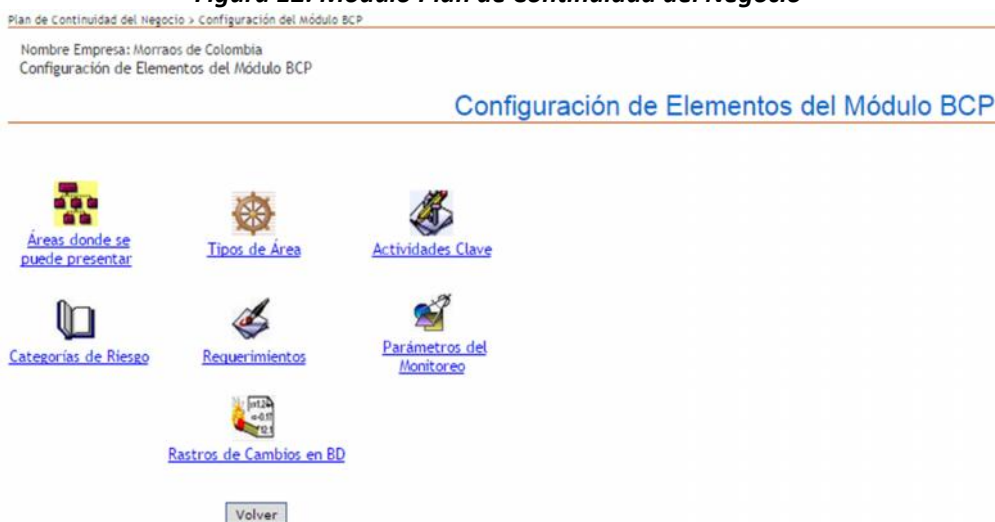 Figura 12. Módulo Plan de Continuidad del Negocio
Plan de Continuidad del Negocio > Configuración del Módulo BCP
Nombre Empresa: Morraos de Colombia
Configuración de Elementos del Módulo BCP
Configuración de Elementos del Módulo BCP
Áreas donde se
puede presentar
Tipos de Área
Actividades Clave
Categorías de Riesgo
Requerimientos
Parámetros del
Monitoreo
Rastros de Cambios en BD
Volver